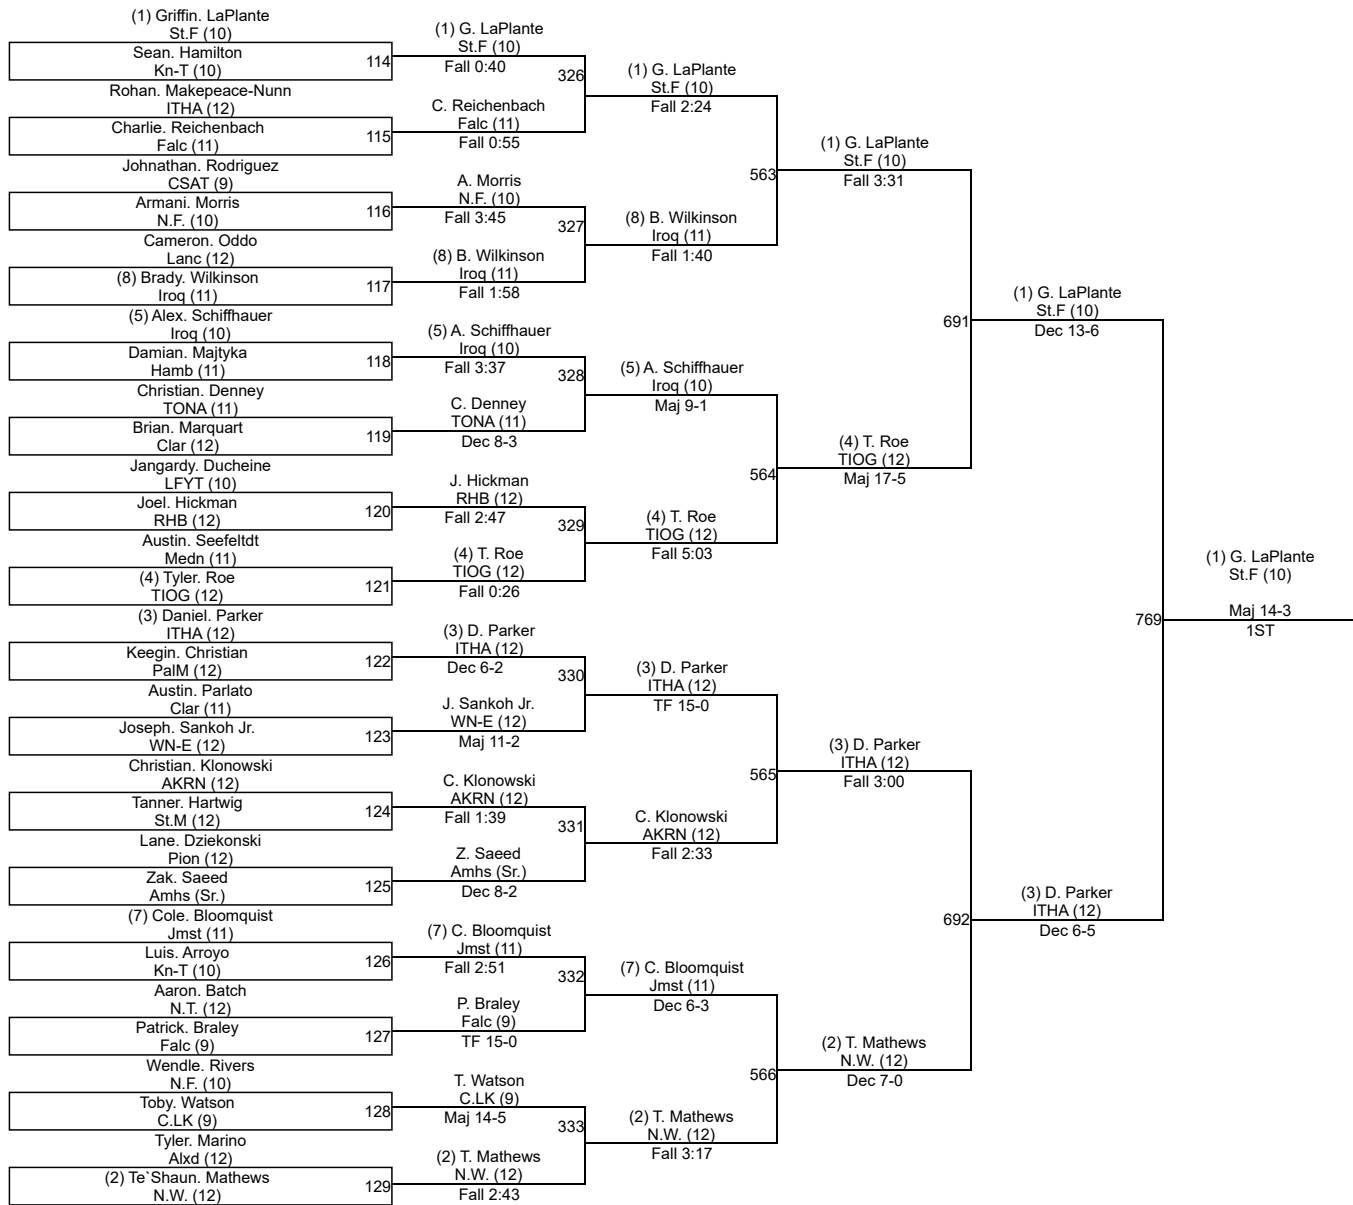 (1) Griffin. LaPlante
St.F (10)
Sean. Hamilton
Kn-T (10)
114
Rohan. Makepeace-Nunn
ITHA (12)
Charlie. Reichenbach
Falc (11)
115
Johnathan. Rodriguez
CSAT (9)
Armani. Morris
N.F. (10)
116
Cameron. Oddo
Lanc (12)
(8) Brady. Wilkinson
Iroq (11)
117
(5) Alex. Schiffhauer
Iroq (10)
Damian. Majtyka
Hamb (11)
118
Christian. Denney
TONA (11)
Brian. Marquart
Clar (12)
119
Jangardy. Ducheine
LFYT (10)
Joel. Hickman
RHB (12)
120
Austin. Seefeltdt
Medn (11)
(4) Tyler. Roe
TIOG (12)
121
(3) Daniel. Parker
ITHA (12)
Keegin. Christian
PalM (12)
122
Austin. Parlato
Clar (11)
Joseph. Sankoh Jr.
WN-E (12)
123
Christian. Klonowski
AKRN (12)
Tanner. Hartwig
St.M (12)
124
Lane. Dziekonski
Pion (12)
Zak. Saeed
Amhs (Sr.)
125
(7) Cole. Bloomquist
Jmst (11)
Luis. Arroyo
Kn-T (10)
126
Aaron. Batch
N.T. (12)
Patrick. Braley
Falc (9)
127
Wendle. Rivers
N.F. (10)
Toby. Watson
C.LK (9)
128
Tyler. Marino
Alxd (12)
(2) Te`Shaun. Mathews
N.W. (12)
129
(1) G. LaPlante
St.F (10)
Fall 0:40
326
C. Reichenbach
Falc (11)
Fall 0:55
A. Morris
N.F. (10)
Fall 3:45
327
(8) B. Wilkinson
Iroq (11)
Fall 1:58
(5) A. Schiffhauer
Iroq (10)
Fall 3:37
328
C. Denney
TONA (11)
Dec 8-3
J. Hickman
RHB (12)
Fall 2:47
329
(4) T. Roe
TIOG (12)
Fall 0:26
(3) D. Parker
ITHA (12)
Dec 6-2
330
J. Sankoh Jr.
WN-E (12)
Maj 11-2
C. Klonowski
AKRN (12)
Fall 1:39
331
Z. Saeed
Amhs (Sr.)
Dec 8-2
(7) C. Bloomquist
Jmst (11)
Fall 2:51
332
P. Braley
Falc (9)
TF 15-0
T. Watson
C.LK (9)
Maj 14-5
333
(2) T. Mathews
N.W. (12)
Fall 2:43
(1) G. LaPlante
St.F (10)
Fall 2:24
563
(8) B. Wilkinson
Iroq (11)
Fall 1:40
(5) A. Schiffhauer
Iroq (10)
Maj 9-1
564
(4) T. Roe
TIOG (12)
Fall 5:03
(3) D. Parker
ITHA (12)
TF 15-0
565
C. Klonowski
AKRN (12)
Fall 2:33
(7) C. Bloomquist
Jmst (11)
Dec 6-3
566
(2) T. Mathews
N.W. (12)
Fall 3:17
(1) G. LaPlante
St.F (10)
Fall 3:31
691
(4) T. Roe
TIOG (12)
Maj 17-5
(3) D. Parker
ITHA (12)
Fall 3:00
692
(2) T. Mathews
N.W. (12)
Dec 7-0
(1) G. LaPlante
St.F (10)
Dec 13-6
769
(3) D. Parker
ITHA (12)
Dec 6-5
(1) G. LaPlante
St.F (10)
Maj 14-3
1ST